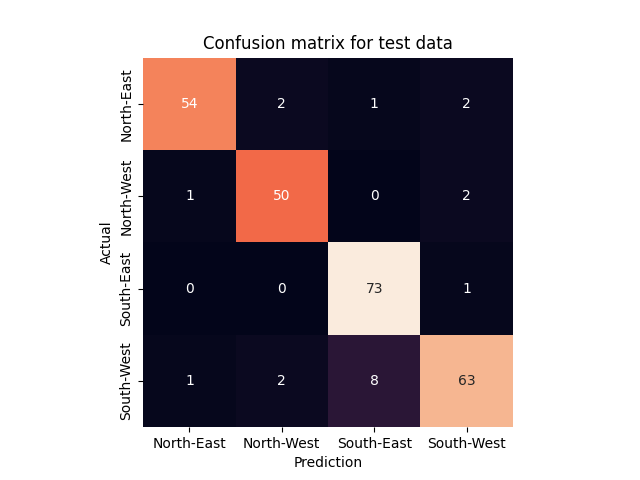 Confusion matrix for test data
North-East
54 2 1 2
North-West
1 50 0 2
Actual
South-East
0 0 73 1
South-West
1 2 8 63
North-East North-West South-East South-West
Prediction